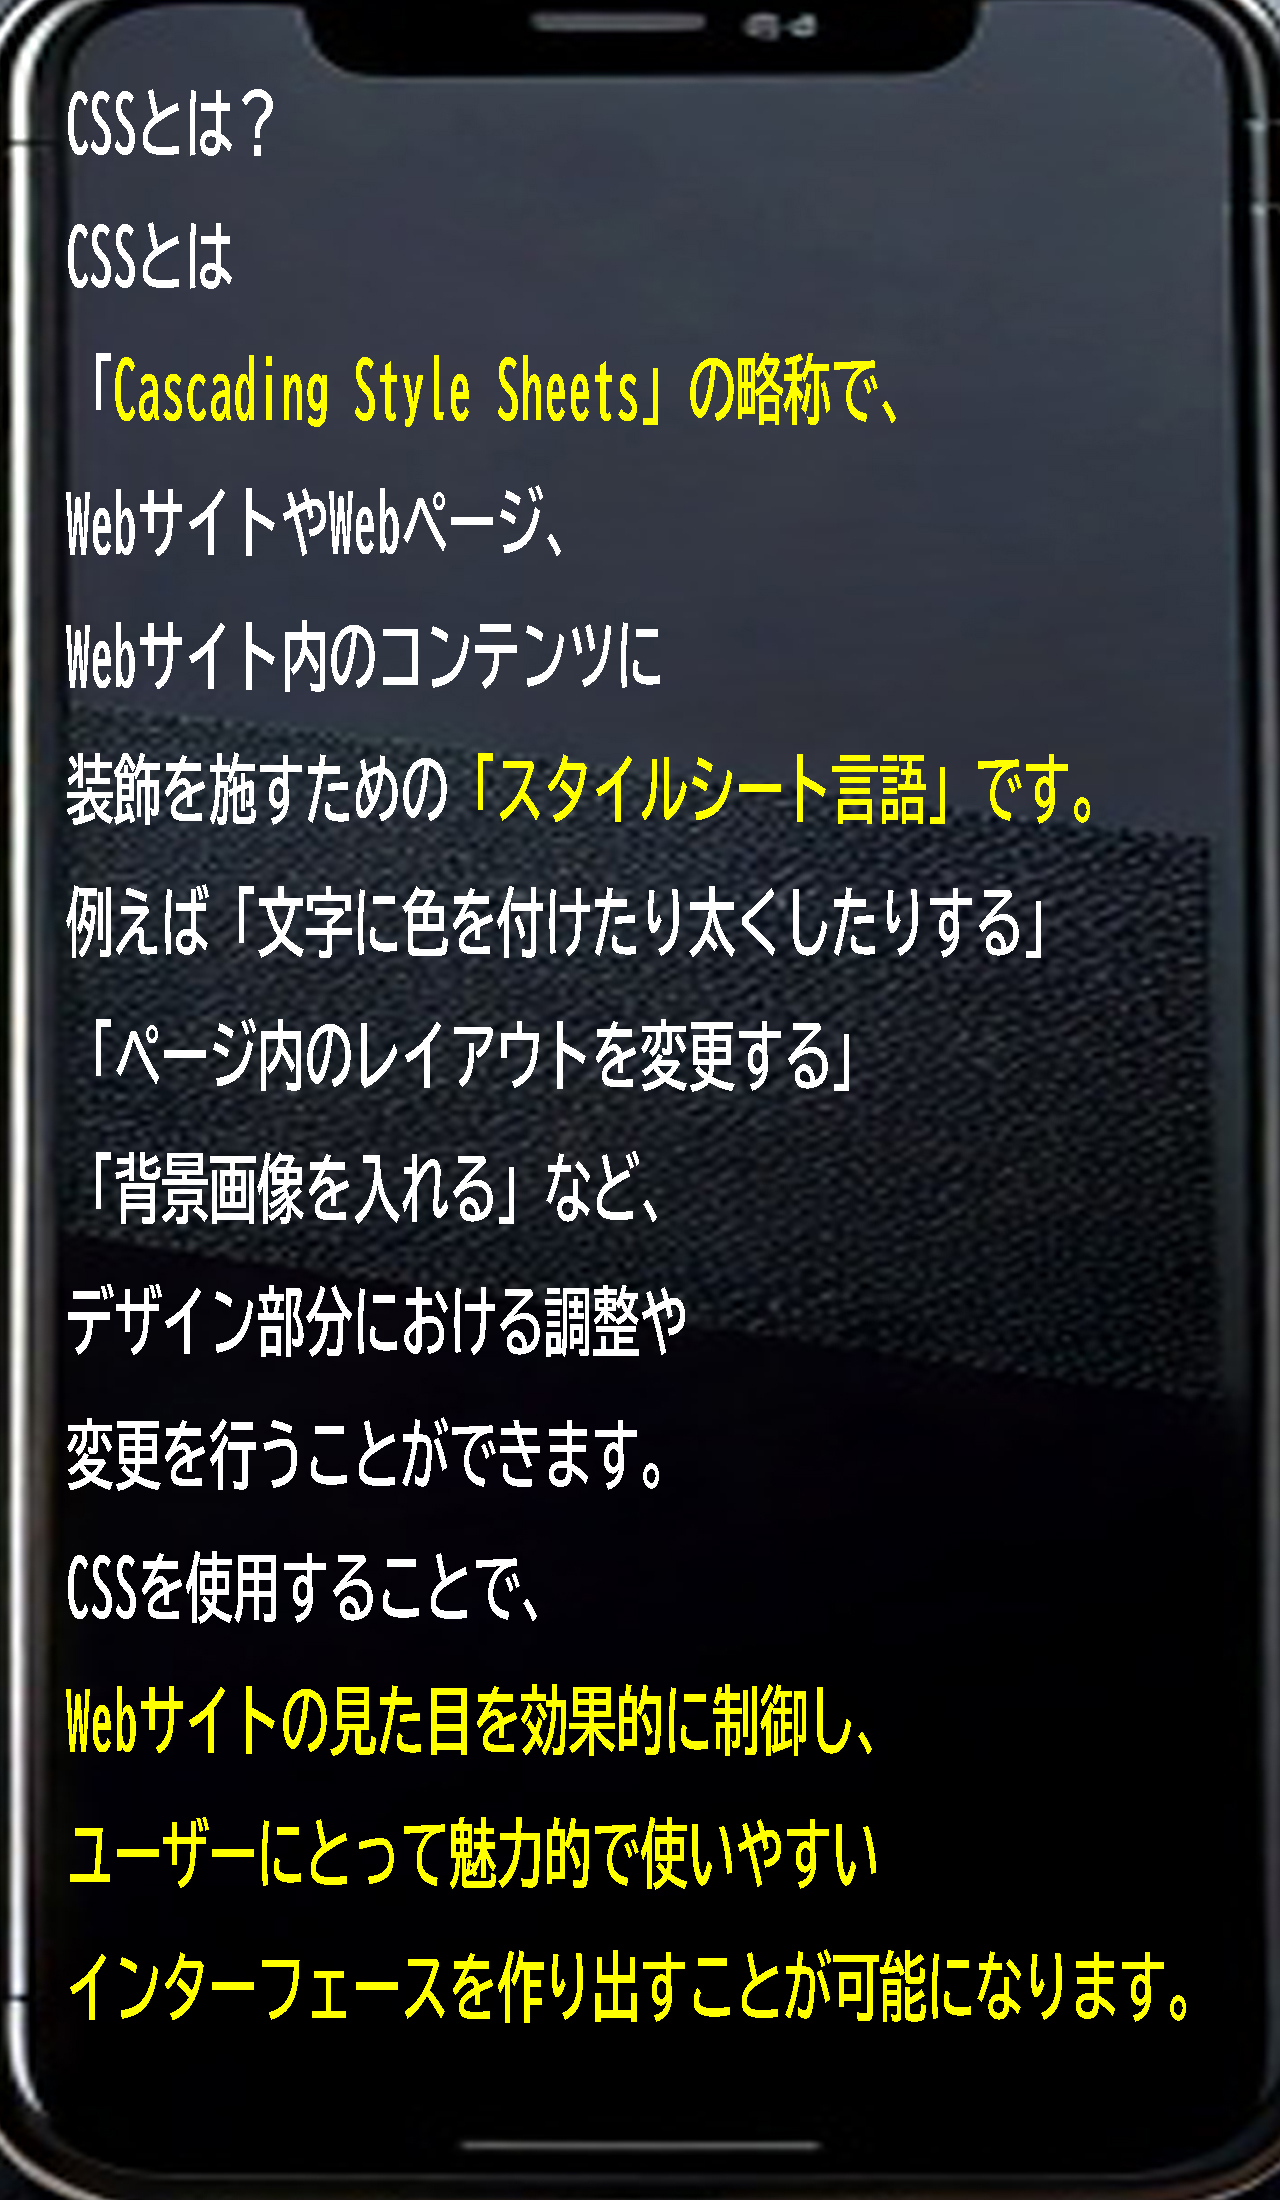 CSSとは？
CSSとは
「Cascading Style Sheets」の略称で、
WebサイトやWebページ、
Webサイト内のコンテンツに
装飾を施すための「スタイルシート言語」です。
例えば「文字に色を付けたり太くしたりする」
「ページ内のレイアウトを変更する」
「背景画像を入れる」など、
デザイン部分における調整や
変更を行うことができます。
CSSを使用することで、
Webサイトの見た目を効果的に制御し、
ユーザーにとって魅力的で使いやすい
インターフェースを作り出すことが可能になります。